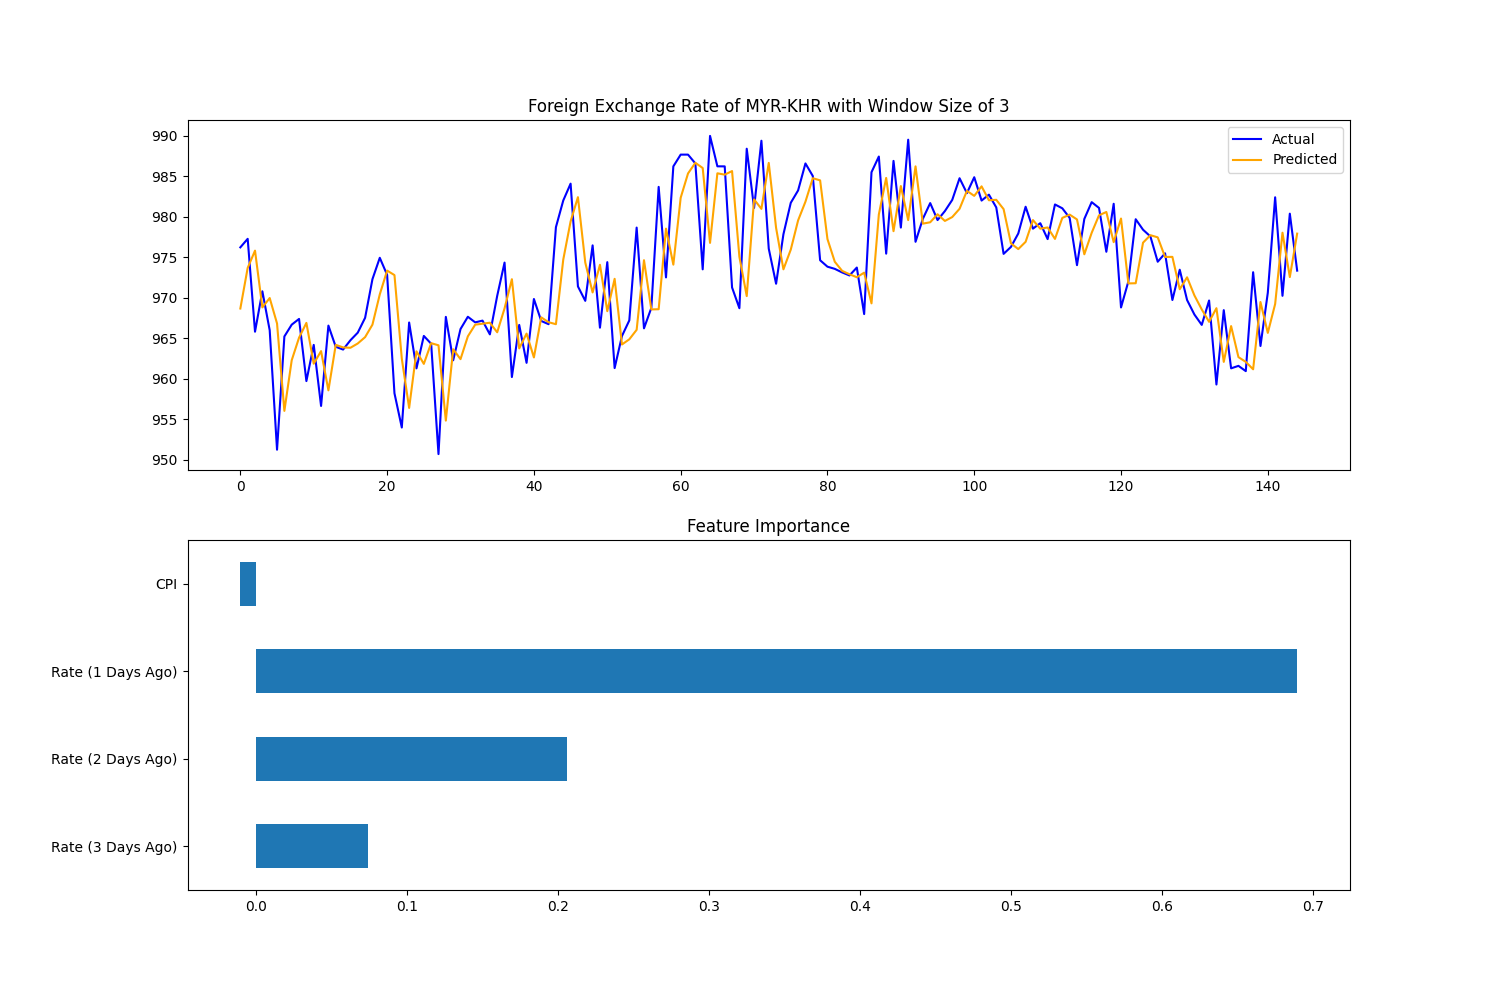 Foreign Exchange Rate of MYR-KHR with Window Size of 3
990
985
980
975
970
965
960
955
950
Actual
Predicted
0 20 40 60 80 100 120 140
Feature Importance
CPI
Rate (1 Days Ago)
Rate (2 Days Ago)
Rate (3 Days Ago)
0.0 0.1 0.2 0.3 0.4 0.5 0.6 0.7